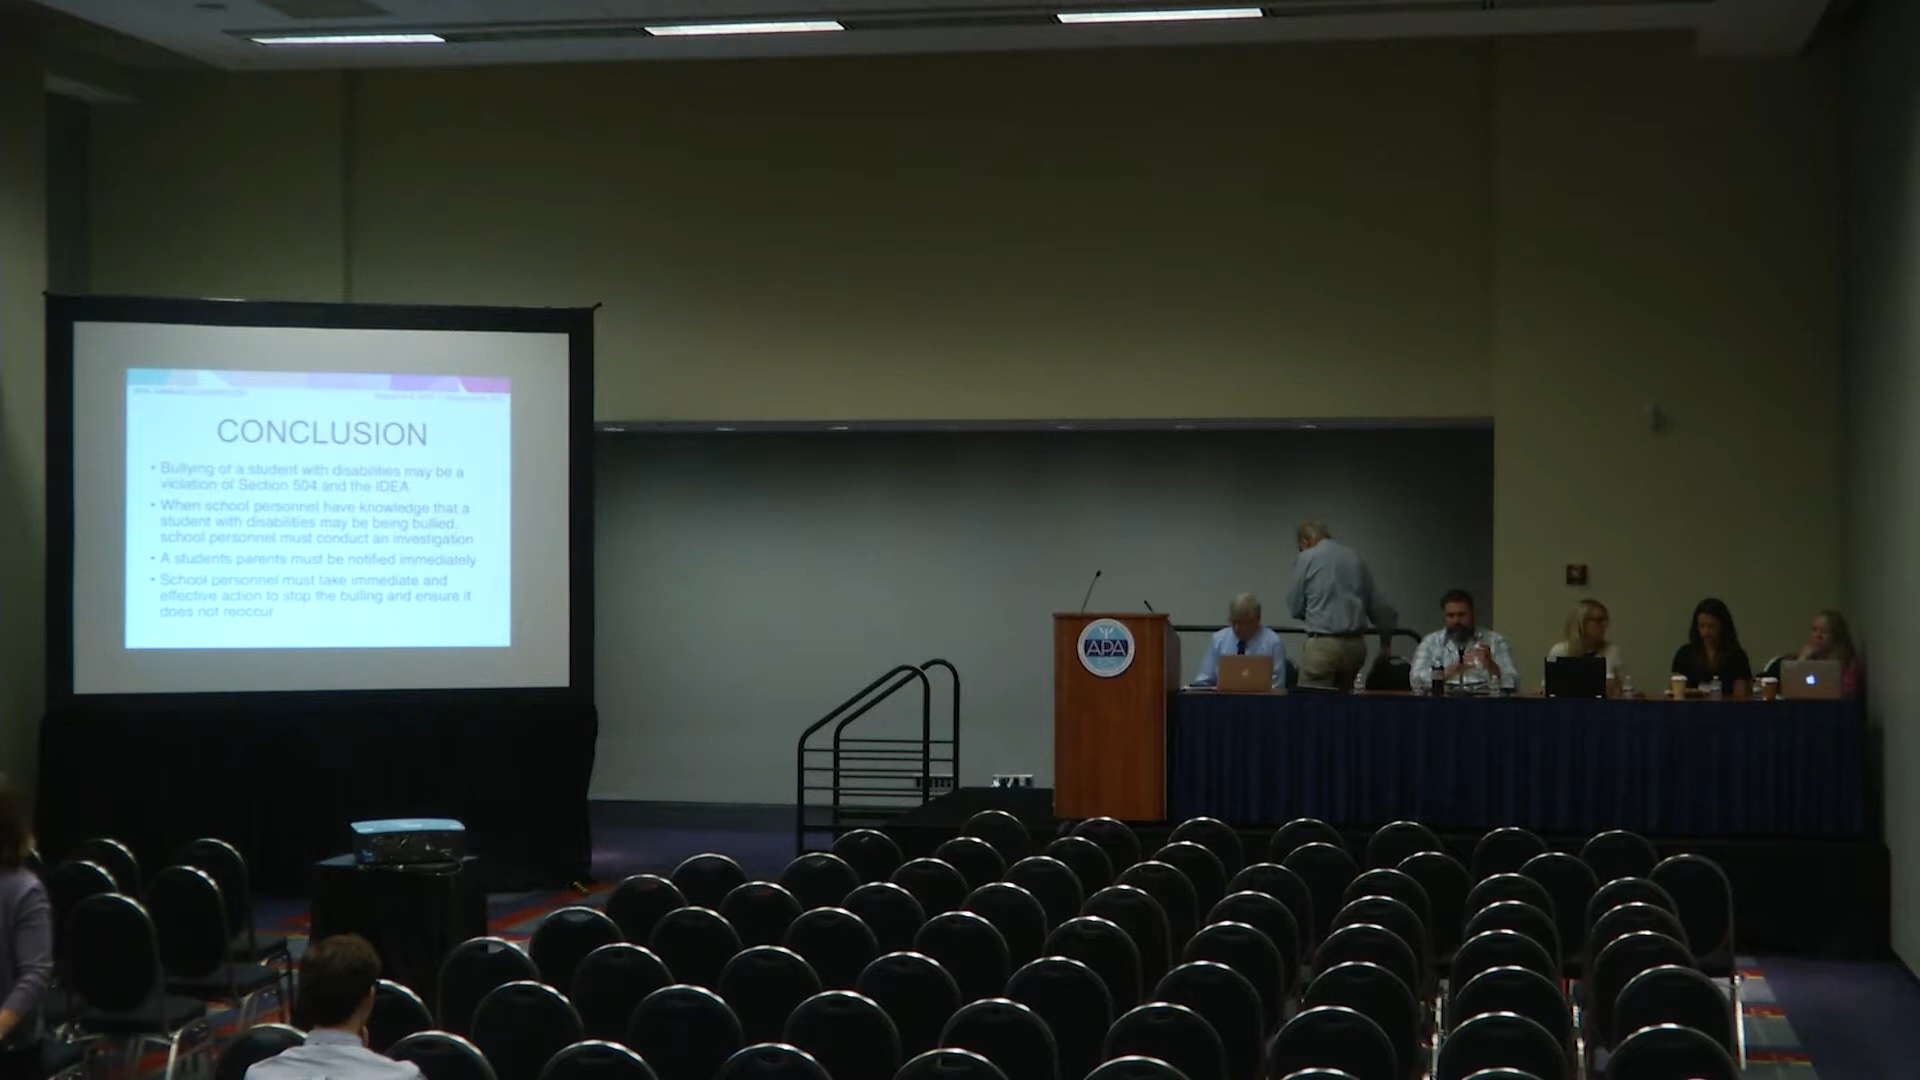 CONCLUSION
• Bullying of a student with disabilities may be a
violation of Section 504 and the IDEA
• When school personnel have knowledge that a
student with disabilities may be being bullied,
school personnel must conduct an investigation
• A students parents must be notified immediately
• School personnel must take immediate and
effective action to stop the bulling and ensure it
does not reoccur
APA